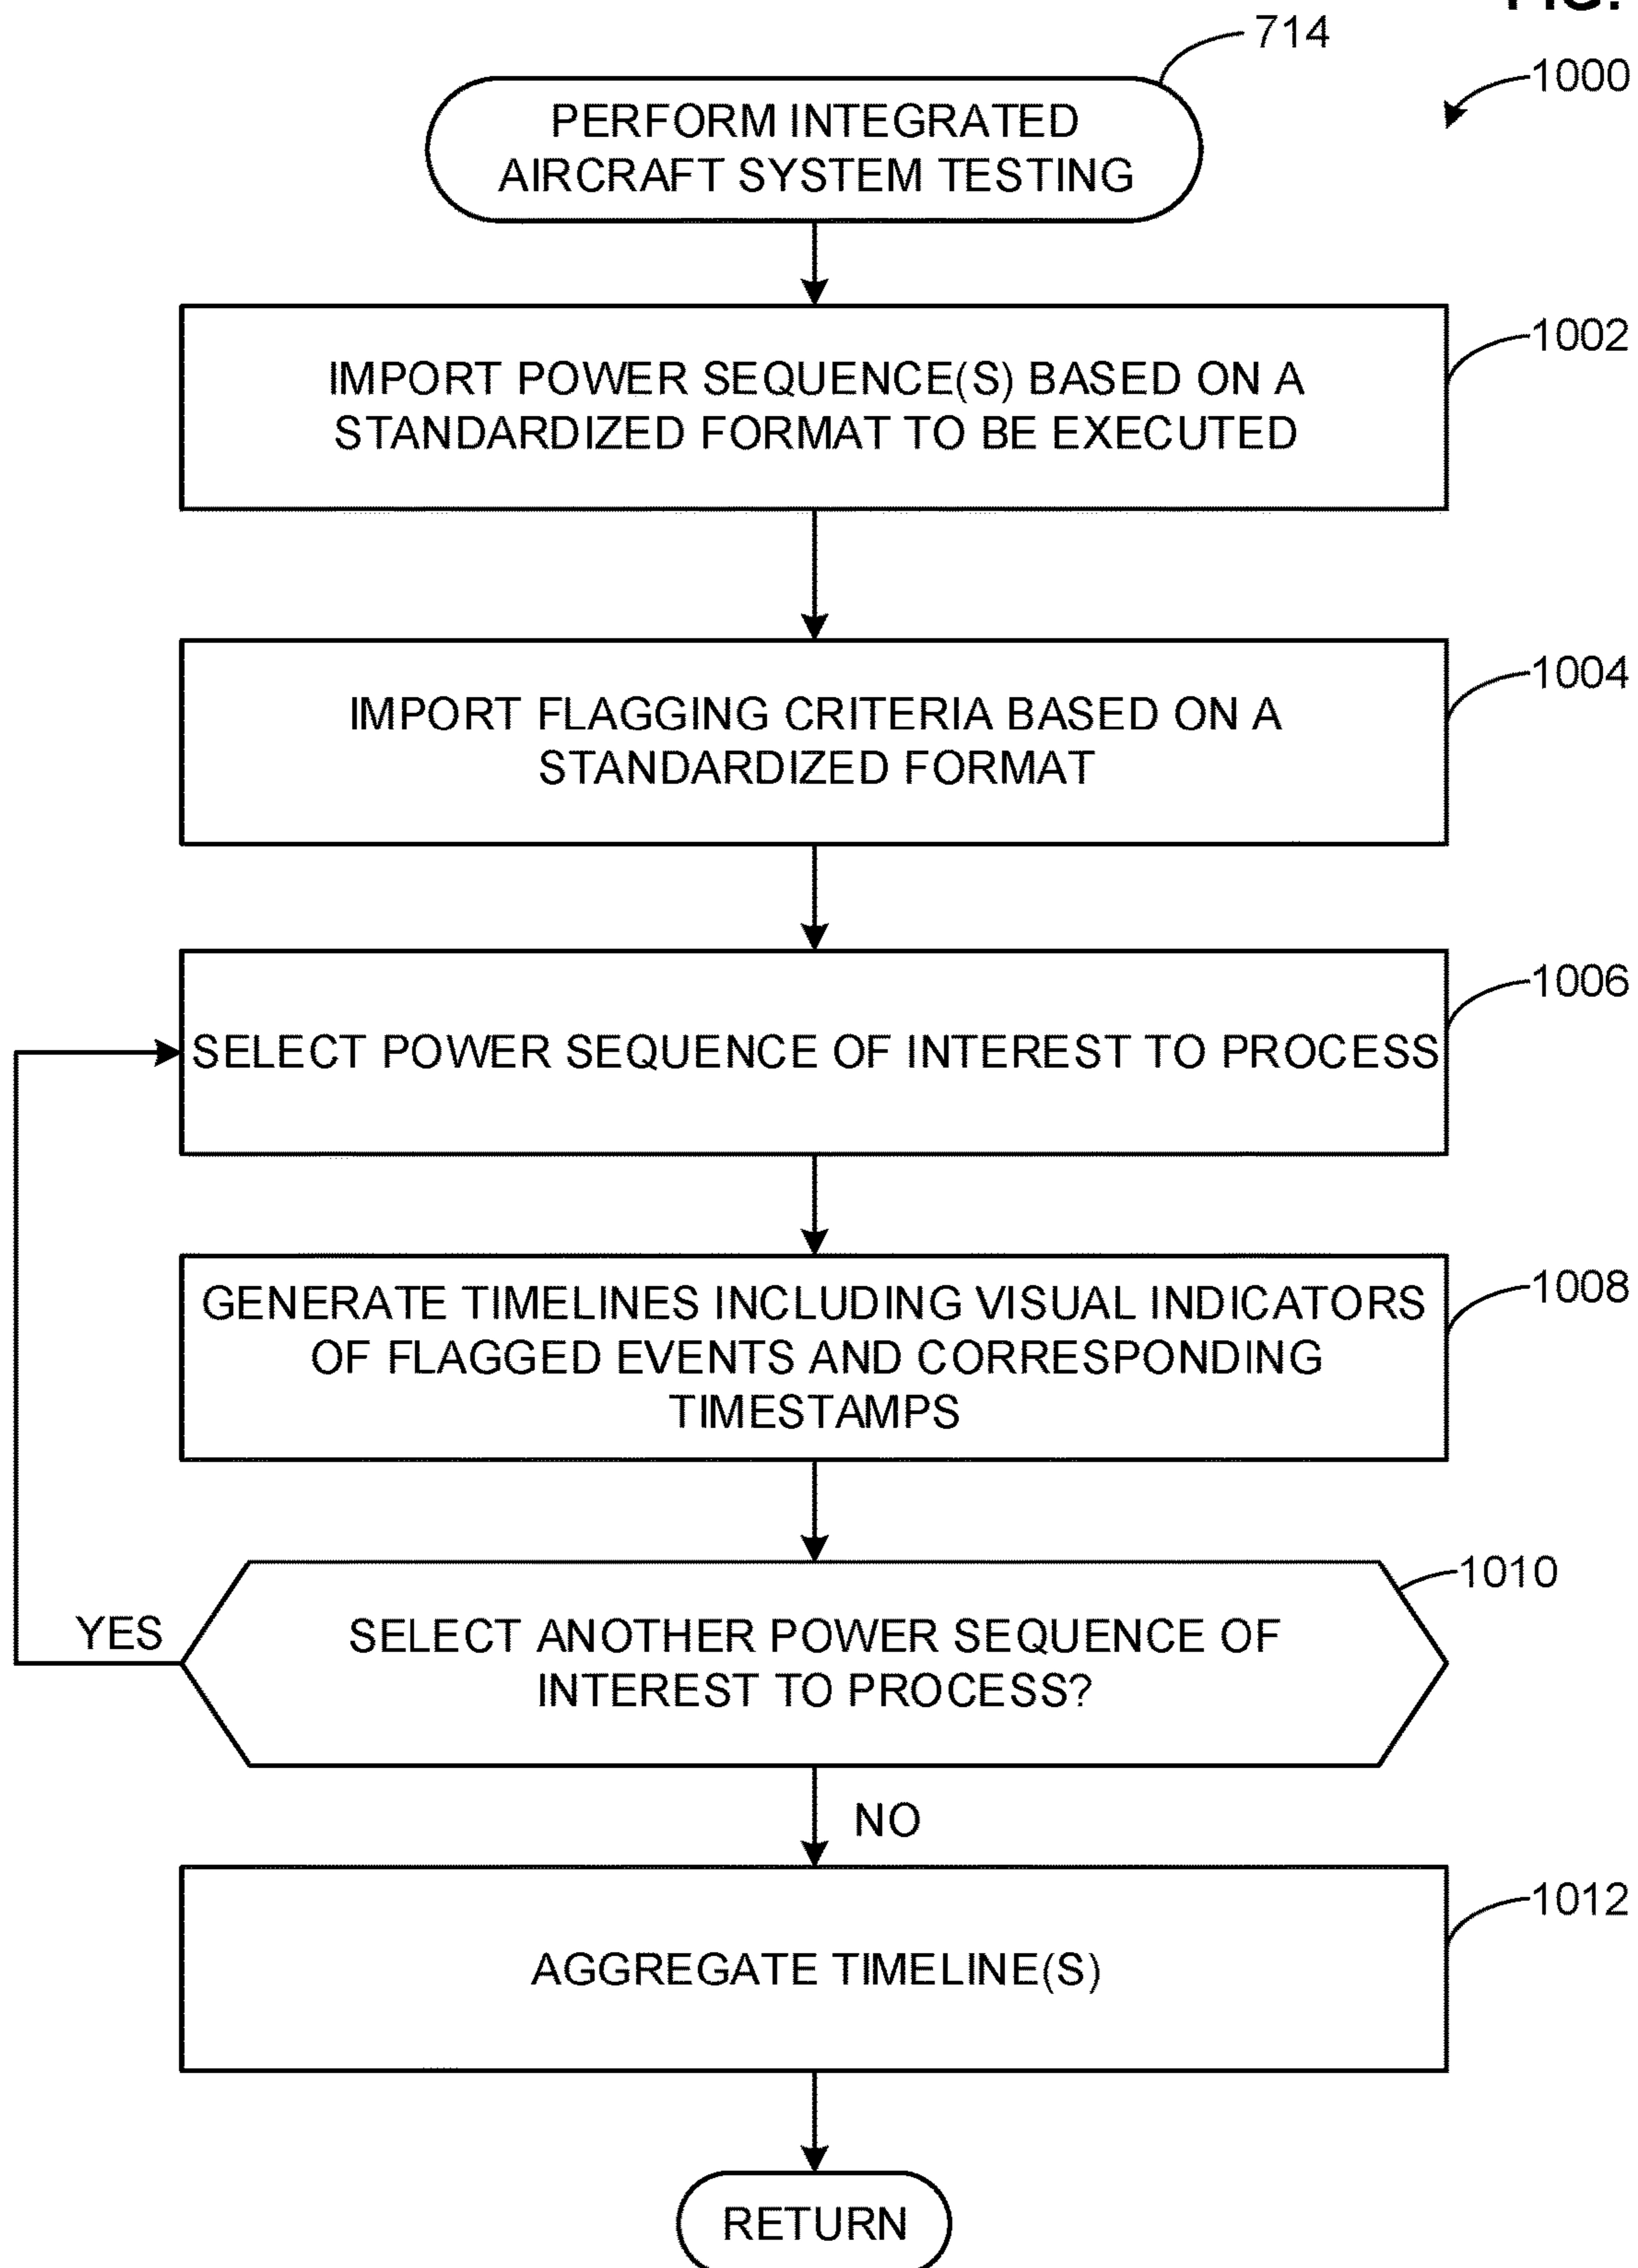 714
1000
PERFORM INTEGRATED
AIRCRAFT SYSTEM TESTING
1002
IMPORT POWER SEQUENCE(S) BASED ON A
STANDARDIZED FORMAT TO BE EXECUTED
1004
IMPORT FLAGGING CRITERIA BASED ON A
STANDARDIZED FORMAT
1006
SELECT POWER SEQUENCE OF INTEREST TO PROCESS
1008
GENERATE TIMELINES INCLUDING VISUAL INDICATORS
OF FLAGGED EVENTS AND CORRESPONDING
TIMESTAMPS
1010
YES
SELECT ANOTHER POWER SEQUENCE OF
INTEREST TO PROCESS?
NO
1012
AGGREGATE TIMELINE(S)
RETURN